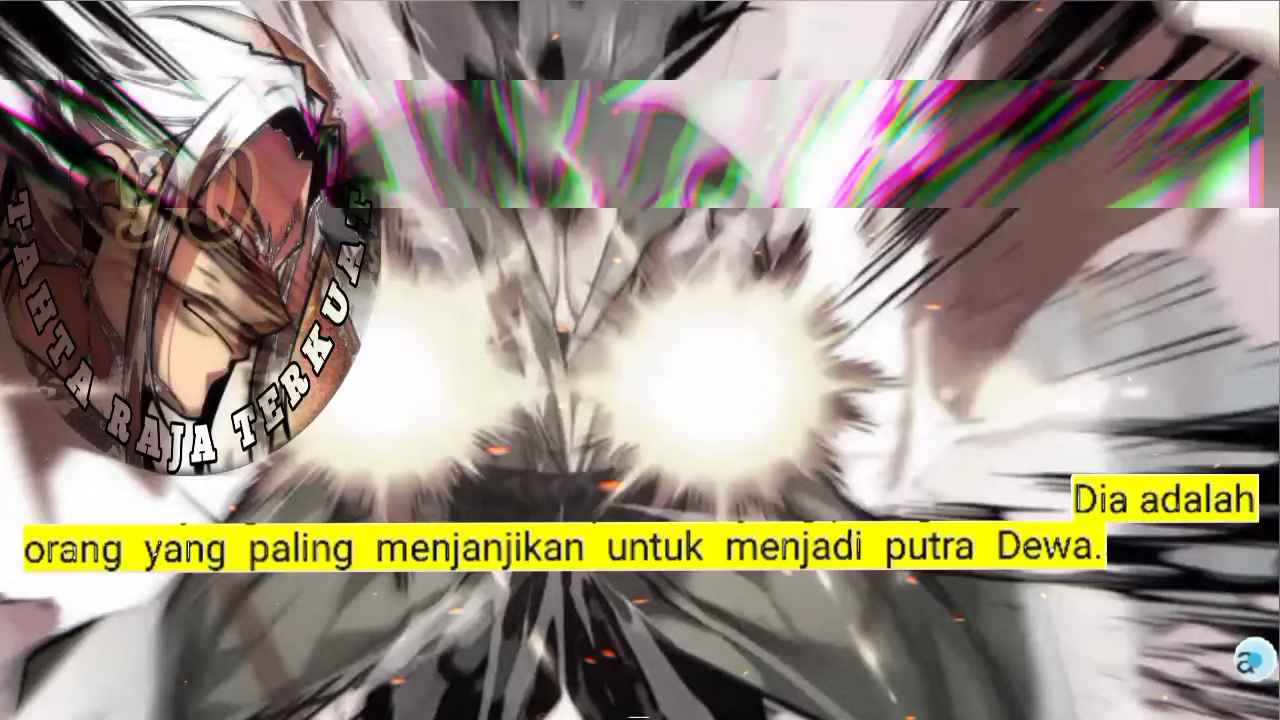 TAHTA RAJA TERKUAT
Dia adalah
orang yang paling menjanjikan untuk menjadi putra Dewa.
a